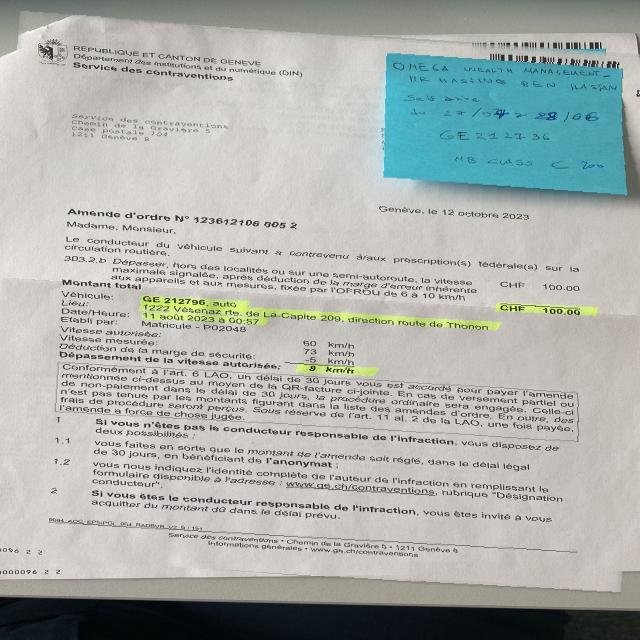 REPUBLIQUE ET CANTON DE GENEVE
Département des institutions et du numérique (DIN)
Service des contraventions
OMEGA WEALTH MANAGEMENT -
MR BEN
GE 212796
MB CLASS C 200
Service des contraventions
Chemin de la Gravière 5
Case postale 104
1211 Genève 8
Genève, le 12 octobre 2023
Amende d'ordre N° 123612106 005 2
Madame, Monsieur,
Le conducteur du véhicule suivant a contrevenu à/aux prescription(s) fédérale(s) sur la
circulation routière.
303.2.b Dépasser, hors des localités ou sur une semi-autoroute, la vitesse
maximale signalée, après déduction de la marge d'erreur inhérente
aux appareils et aux mesures, fixée par l'OFROU de 6 à 10 km/h CHF 100.00
Montant total CHF 100.00
Véhicule: GE 212796, auto
Lieu: 1222 Vésenaz rte. de La-Capite 209, direction route de Thonon
Date/Heure: 11 août 2023 à 00:57
Etabli par: Matricule - P02048
Vitesse autorisée: 60 km/h
Vitesse mesurée: 73 km/h
Déduction de la marge de sécurité: -5 km/h
Dépassement de la vitesse autorisée: 8 km/h
Conformément à l'art. 6 LAO, un délai de 30 jours vous est accordé pour payer l'amende
mentionnée ci-dessus au moyen de la QR-facture ci-jointe. En cas de versement partiel ou
de non-paiement dans le délai de 30 jours, la procédure ordinaire sera engagée. Celle-ci
n'est pas tenue par les montants figurant dans la liste des amendes d'ordre. En outre, des
frais de procédure seront perçus. Sous réserve de l'art. 11 al. 2 de la LAO, une fois payée,
l'amende a force de chose jugée.
1 Si vous n'êtes pas le conducteur responsable de l'infraction, vous disposez de
deux possibilités :
1.1 vous faites en sorte que le montant de l'amende soit réglé, dans le délai légal
de 30 jours, en bénéficiant de l'anonymat ;
1.2 vous nous indiquez l'identité complète de l'auteur de l'infraction en remplissant le
formulaire disponible à l'adresse : www.ge.ch/contraventions, rubrique "Désignation
conducteur".
2 Si vous êtes le conducteur responsable de l'infraction, vous êtes invité à vous
acquitter du montant dû dans le délai prévu.
Service des contraventions • Chemin de la Gravière 5 • 1211 Genève 8
Informations générales • www.ge.ch/contraventions
0096 2 2
000096 2 2